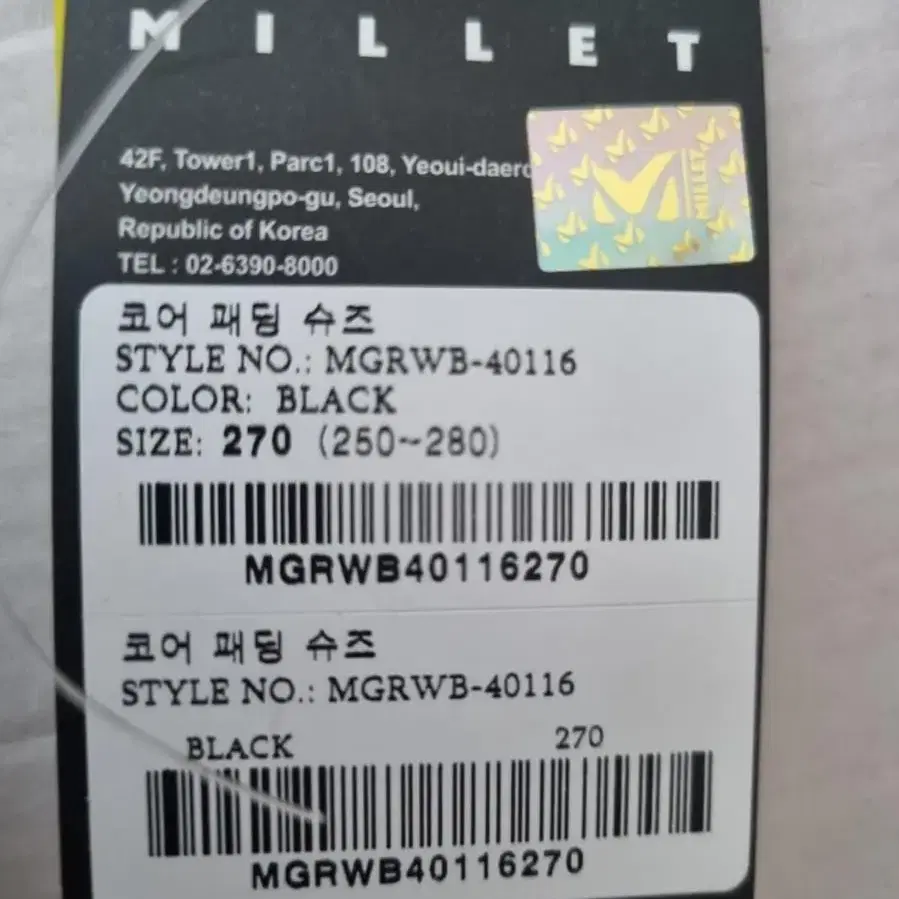 MILLET
42F, Tower1, Parc1, 108, Yeoui-daero
Yeongdeungpo-gu, Seoul,
Republic of Korea
TEL : 02-6390-8000
MILLET
코어 패딩 슈즈
STYLE NO.: MGRWB-40116
COLOR: BLACK
SIZE: 270 (250~280)
MGRWB40116270
코어 패딩 슈즈
STYLE NO.: MGRWB-40116
BLACK 270
MGRWB40116270